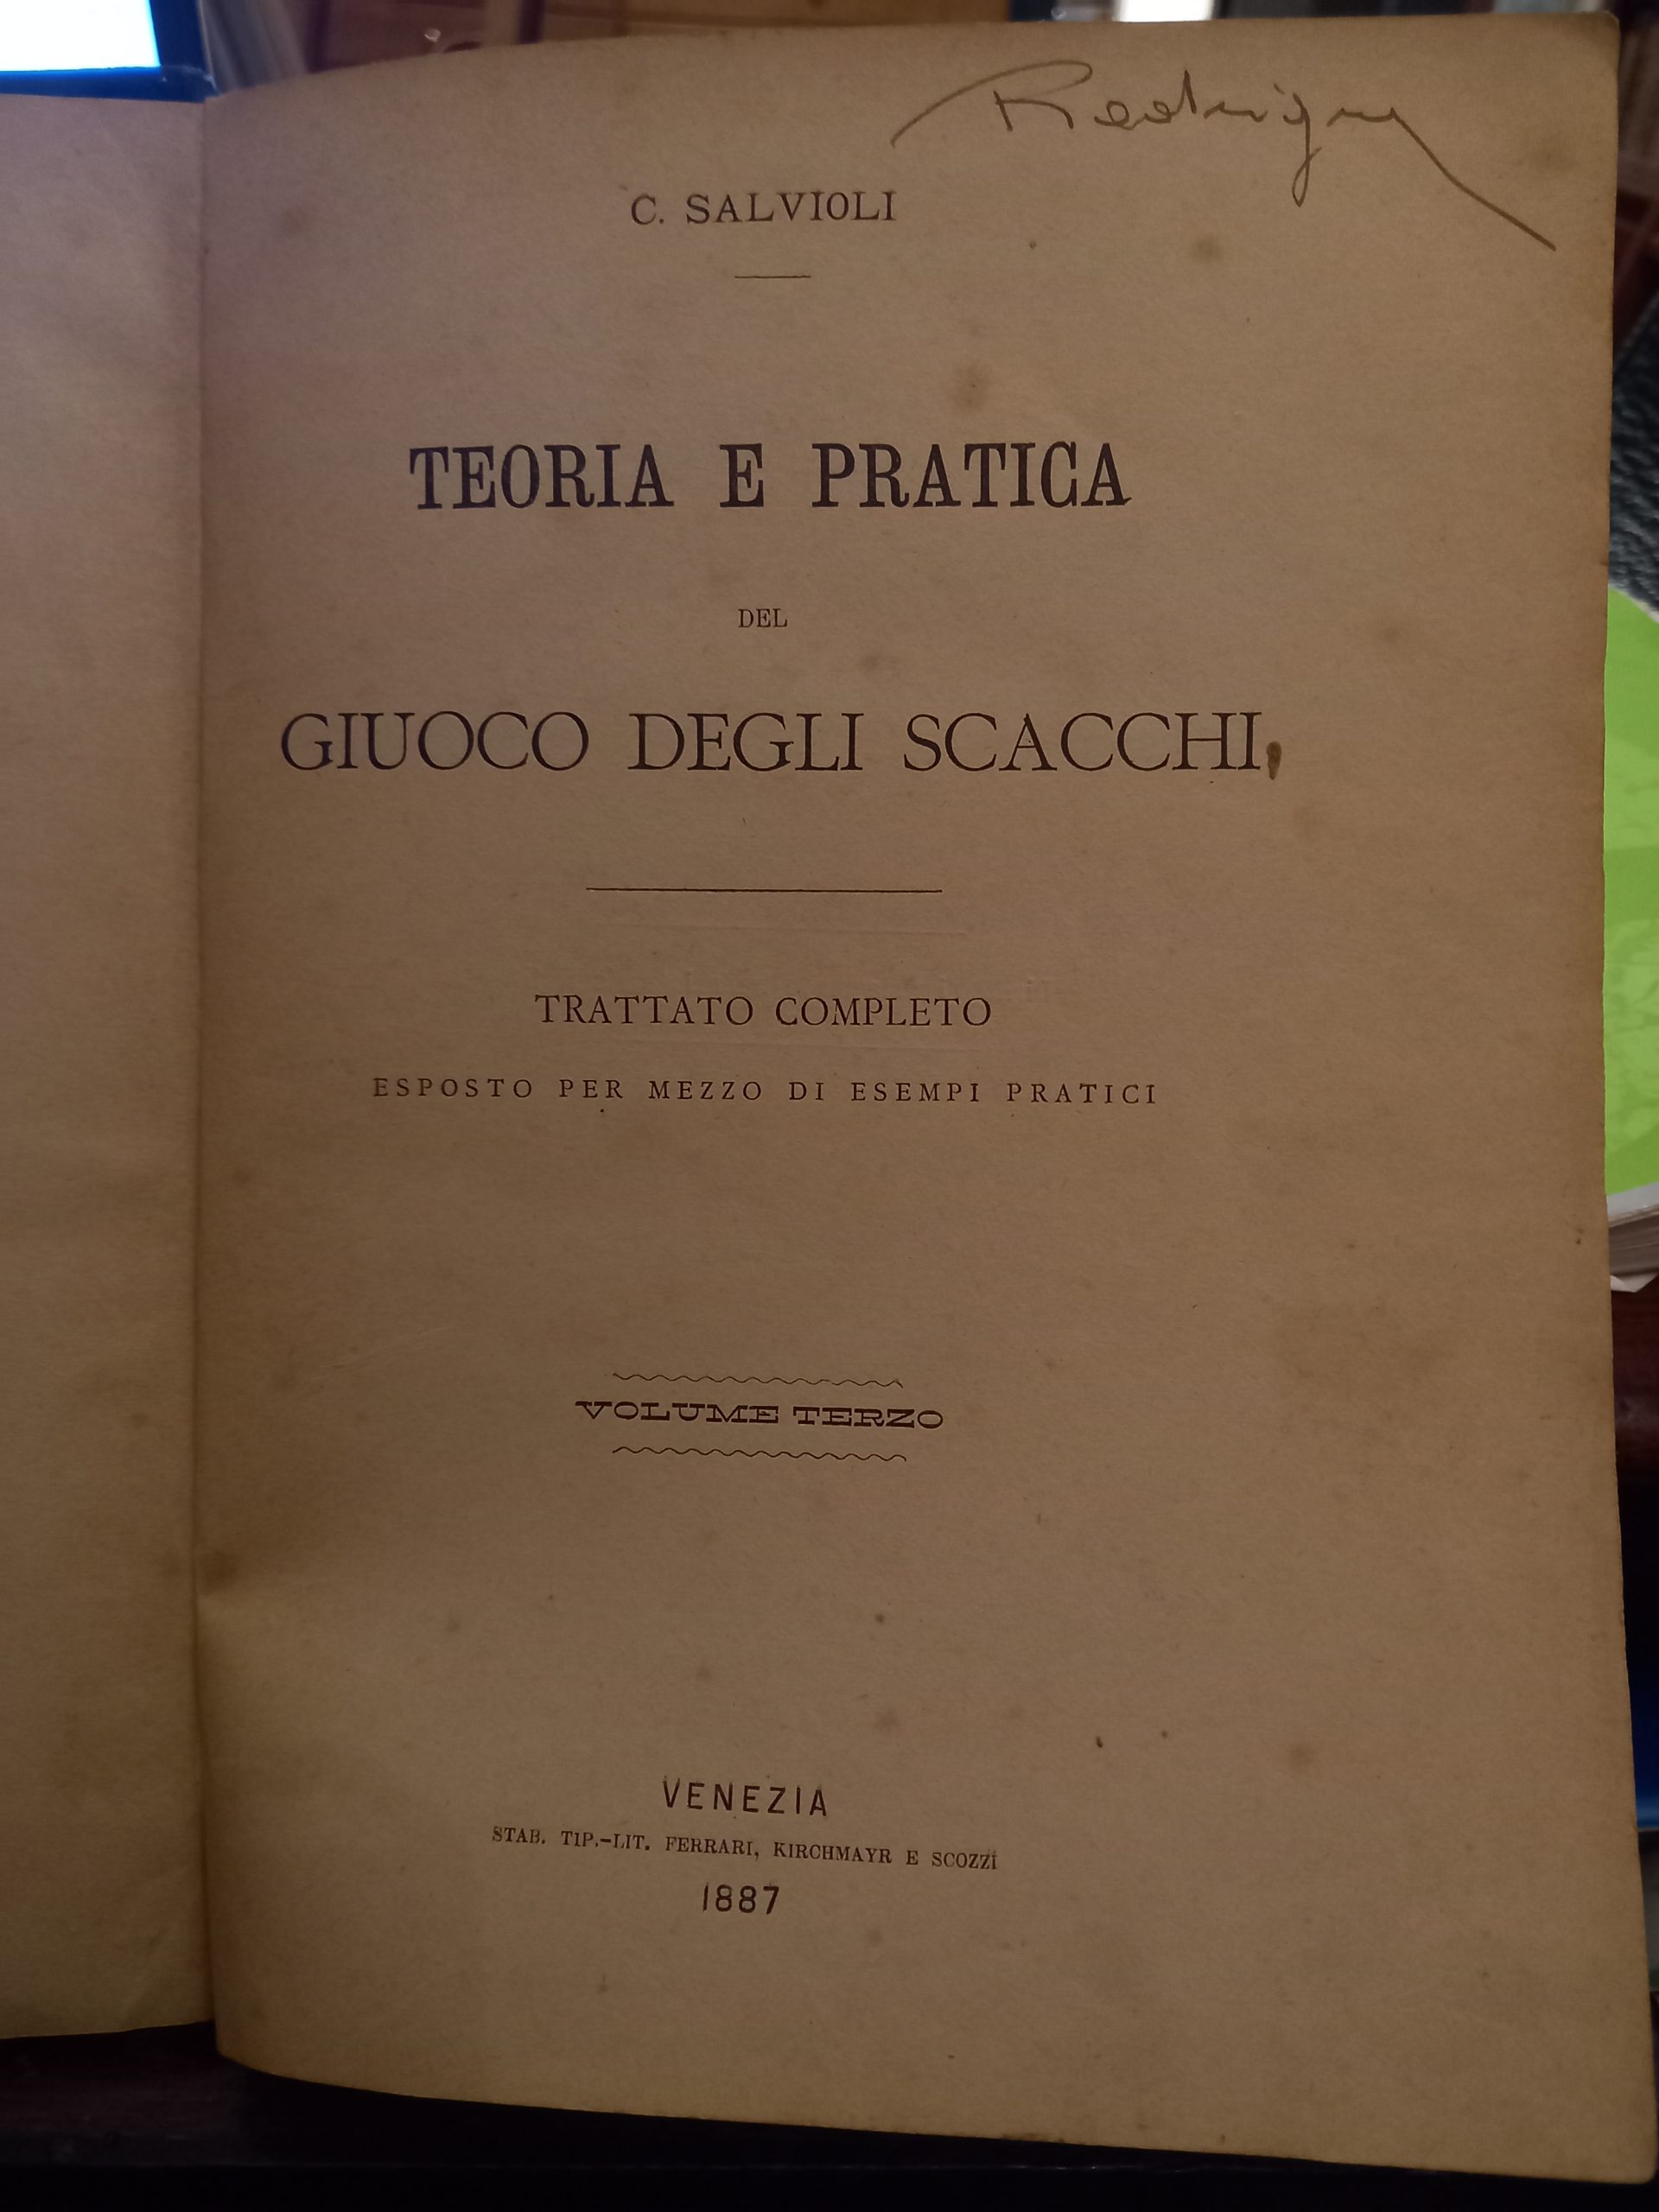 C. SALVIOLI
TEORIA E PRATICA
DEL
GIUOCO DEGLI SCACCHI
TRATTATO COMPLETO
ESPOSTO PER MEZZO DI ESEMPI PRATICI
VOLUME TERZO
VENEZIA
STAB. TIP.-LIT. FERRARI, KIRCHMAYR E SCOZZI
1887